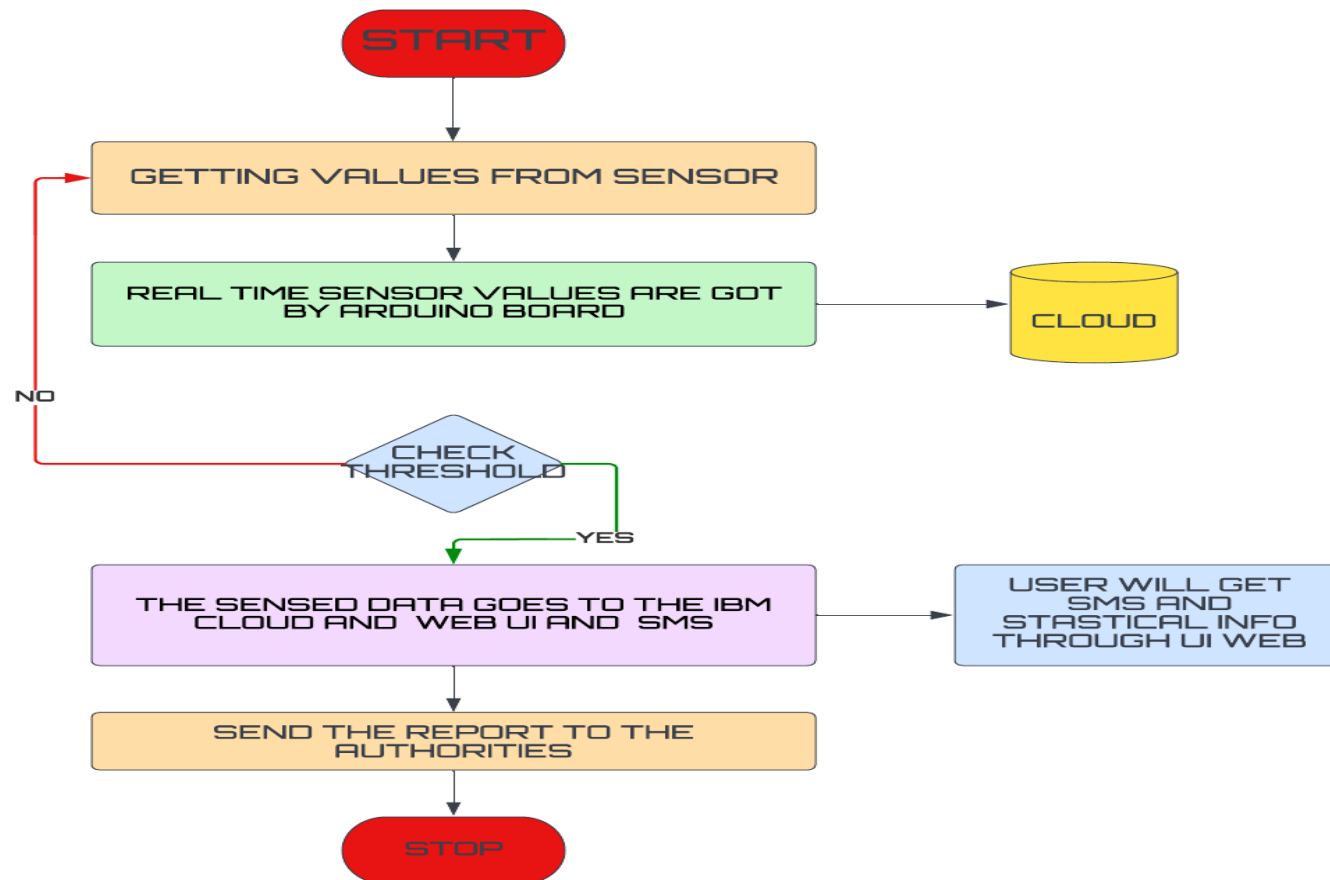 START
GETTING VALUES FROM SENSOR
REAL TIME SENSOR VALUES ARE GOT
BY ARDUINO BOARD
CLOUD
NO
CHECK
THRESHOLD
YES
THE SENSED DATA GOES TO THE IBM
CLOUD AND WEB UI AND SMS
USER WILL GET
SMS AND
STASTICAL INFO
THROUGH UI WEB
SEND THE REPORT TO THE
AUTHORITIES
STOP